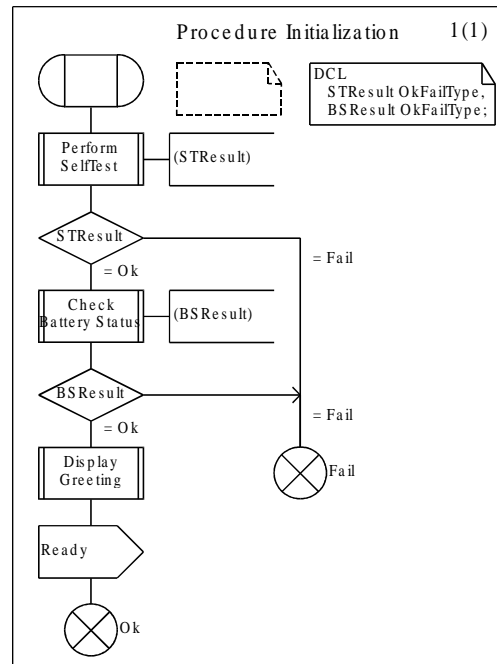 Procedure Initialization 1(1)
DCL
STResult OkFailType,
BSResult OkFailType;
Perform
SelfTest
(STResult)
STResult
= Fail
= Ok
Check
Battery Status
(BSResult)
BSResult
= Fail
= Ok
Display
Greeting
Fail
Ready
Ok